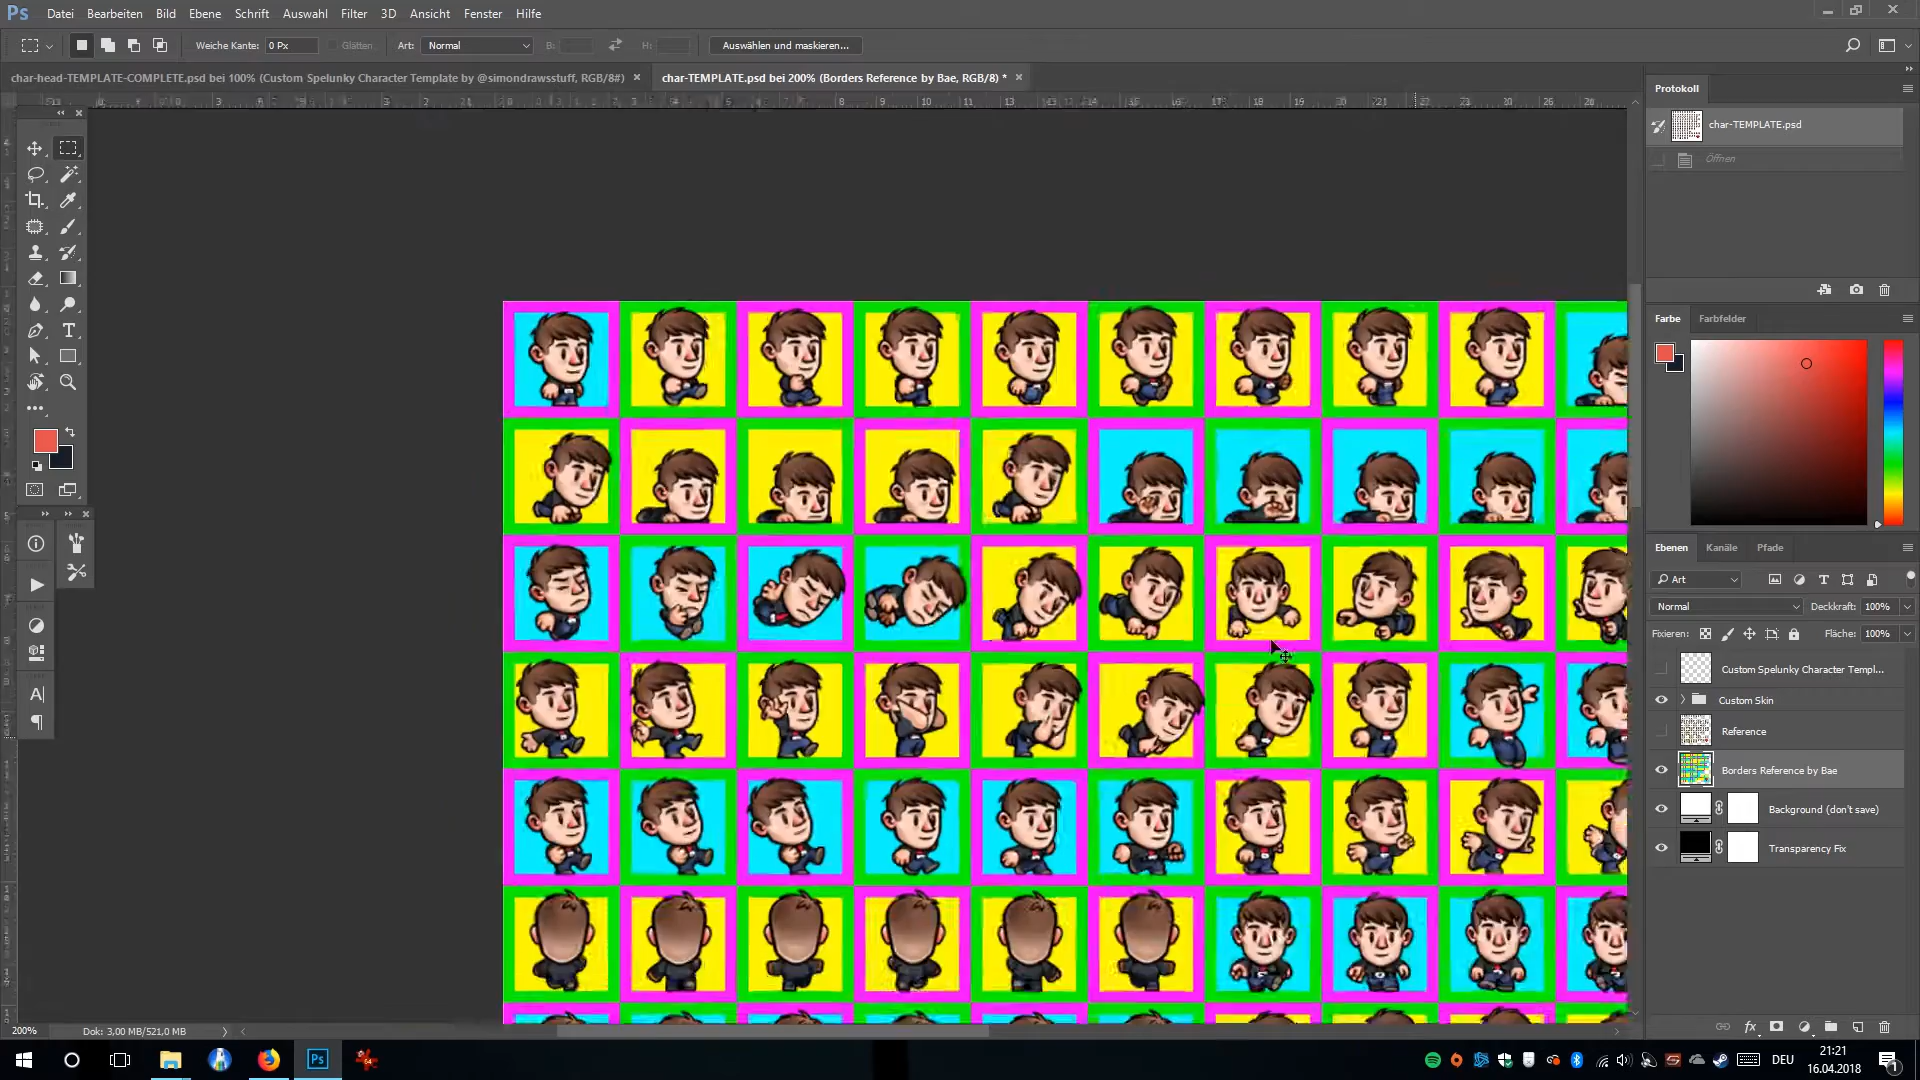 Ps Datei Bearbeiten Bild Ebene Schrift Auswahl Filter 3D Ansicht Fenster Hilfe
Weiche Kante: 0 Px Glätten Art: Normal B: H: Auswählen und maskieren...
char-head-TEMPLATE-COMPLETE.psd bei 100% (Custom Spelunky Character Template by @simondrawsstuff, RGB/8#) × char-TEMPLATE.psd bei 200% (Borders Reference by Bae, RGB/8) * ×
Protokoll
char-TEMPLATE.psd
Öffnen
Farbe Farbfelder
Ebenen Kanäle Pfade
Art
Normal Deckkraft: 100%
Fixieren: Fläche: 100%
Custom Spelunky Character Templ...
Custom Skin
Reference
Borders Reference by Bae
Background (don't save)
Transparency Fix
200% Dok: 3,00 MB/521,0 MB
Ps DEU 21:21
16.04.2018